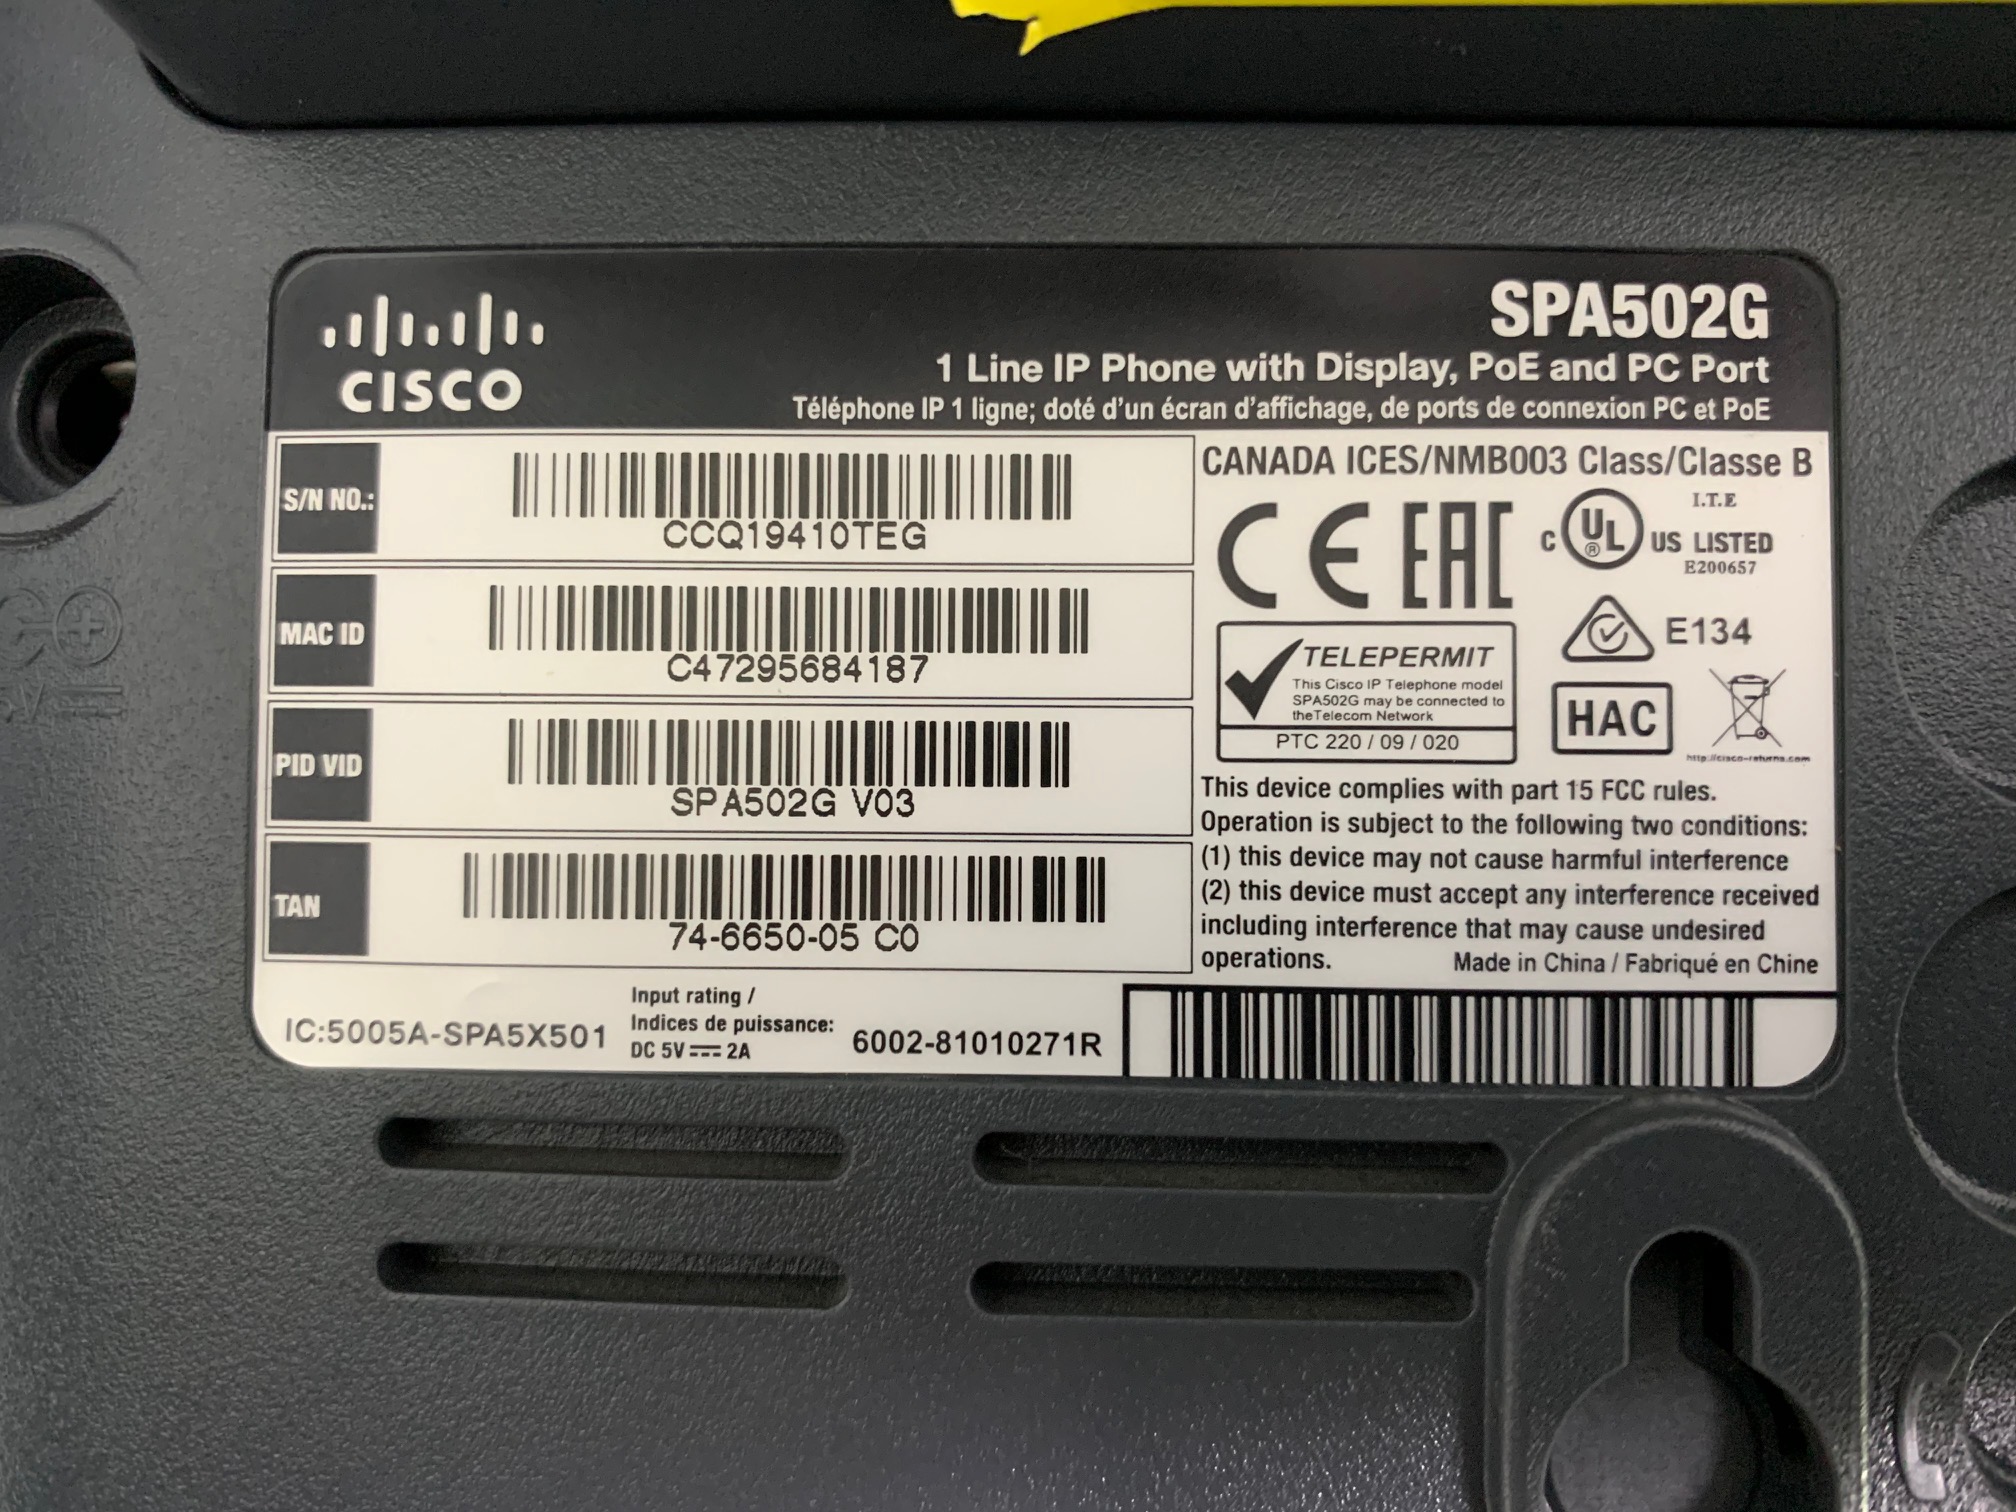 CISCO
SPA502G
1 Line IP Phone with Display, PoE and PC Port
Téléphone IP 1 ligne; doté d'un écran d'affichage, de ports de connexion PC et PoE
S/N NO.:
CCQ19410TEG
MAC ID
C47295684187
PID VID
SPA502G V03
TAN
74-6650-05 C0
CANADA ICES/NMB003 Class/Classe B
CE EAC
C UL ® US LISTED
I.T.E
E200657
TELEPERMIT
This Cisco IP Telephone model
SPA502G may be connected to
theTelecom Network
PTC 220 / 09 / 020
E134
HAC
http://cisco-returns.com
This device complies with part 15 FCC rules.
Operation is subject to the following two conditions:
(1) this device may not cause harmful interference
(2) this device must accept any interference received
including interference that may cause undesired
operations.
Made in China / Fabriqué en Chine
IC:5005A-SPA5X501
Input rating /
Indices de puissance:
DC 5V ⎓ 2A
6002-81010271R